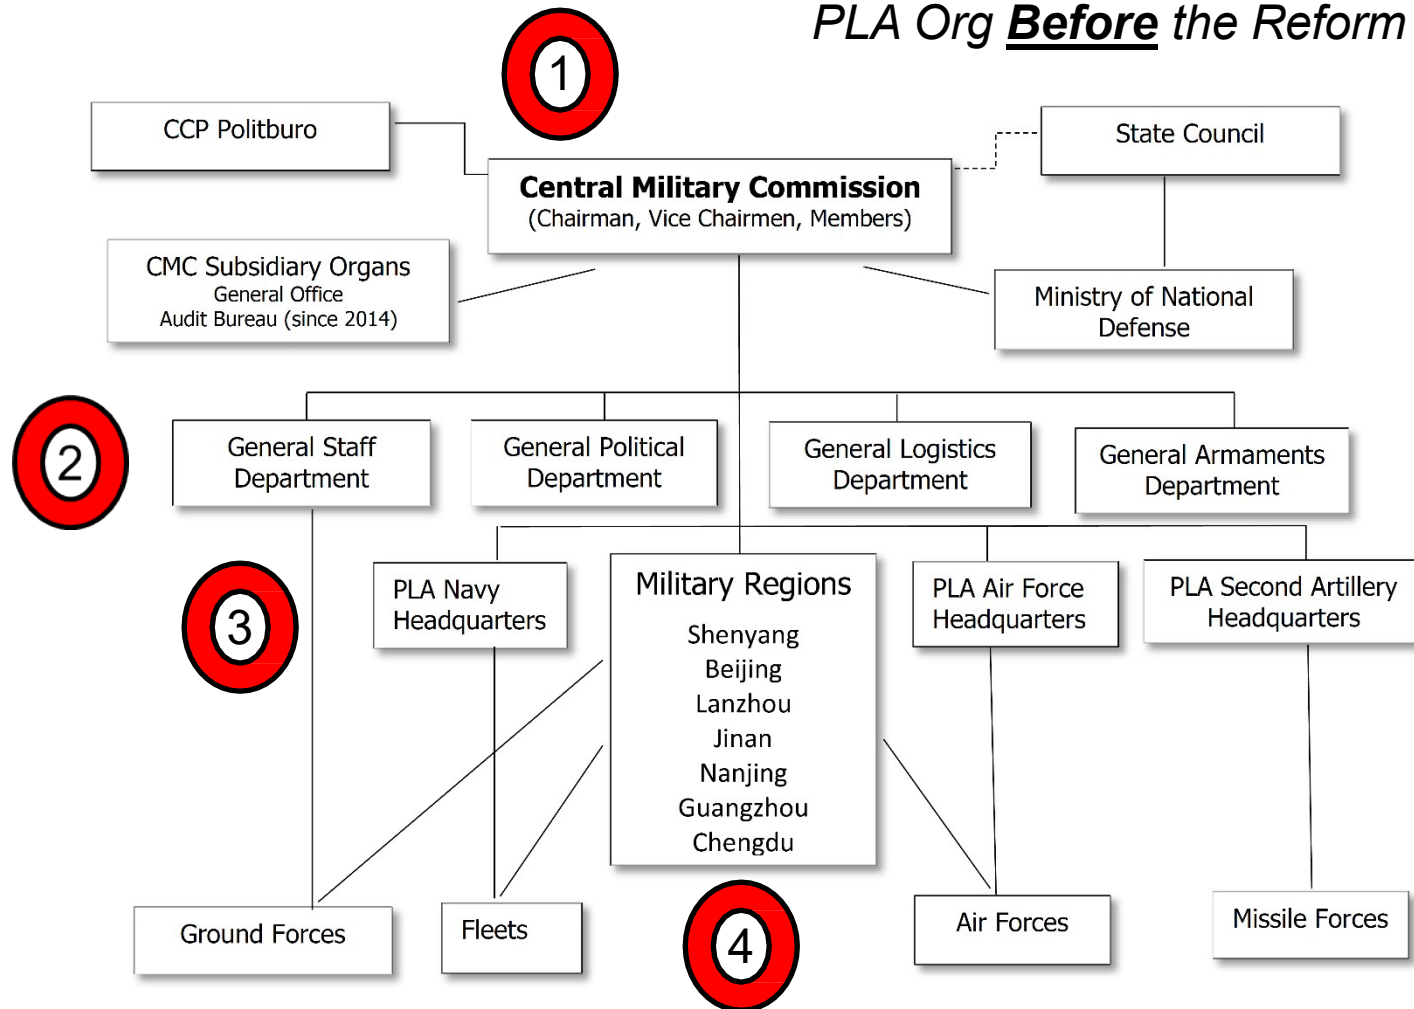 PLA Org Before the Reform
1
CCP Politburo
State Council
Central Military Commission
(Chairman, Vice Chairmen, Members)
CMC Subsidiary Organs
General Office
Audit Bureau (since 2014)
Ministry of National
Defense
2
General Staff
Department
General Political
Department
General Logistics
Department
General Armaments
Department
3
PLA Navy
Headquarters
Military Regions
Shenyang
Beijing
Lanzhou
Jinan
Nanjing
Guangzhou
Chengdu
PLA Air Force
Headquarters
PLA Second Artillery
Headquarters
Ground Forces
Fleets
4
Air Forces
Missile Forces